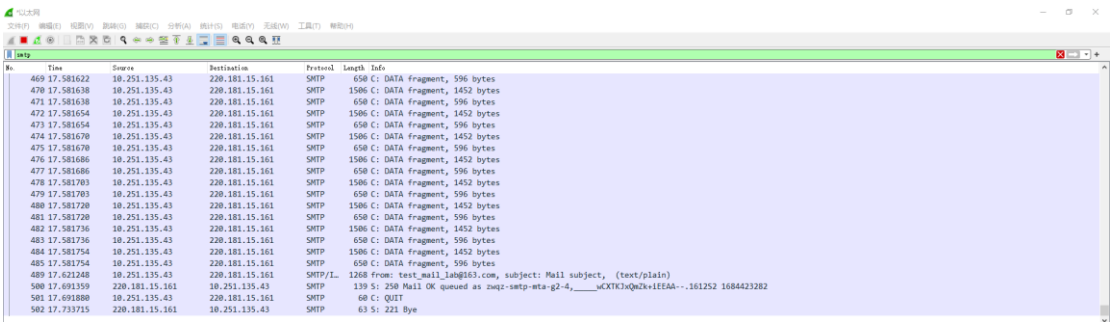 *以太网
文件(F) 编辑(E) 视图(V) 跳转(G) 捕获(C) 分析(A) 统计(S) 电话(Y) 无线(W) 工具(T) 帮助(H)
smtp
No. Time Source Destination Protocol Length Info
469 17.581622 10.251.135.43 220.181.15.161 SMTP 650 C: DATA fragment, 596 bytes
470 17.581638 10.251.135.43 220.181.15.161 SMTP 1506 C: DATA fragment, 1452 bytes
471 17.581638 10.251.135.43 220.181.15.161 SMTP 650 C: DATA fragment, 596 bytes
472 17.581654 10.251.135.43 220.181.15.161 SMTP 1506 C: DATA fragment, 1452 bytes
473 17.581654 10.251.135.43 220.181.15.161 SMTP 650 C: DATA fragment, 596 bytes
474 17.581670 10.251.135.43 220.181.15.161 SMTP 1506 C: DATA fragment, 1452 bytes
475 17.581670 10.251.135.43 220.181.15.161 SMTP 650 C: DATA fragment, 596 bytes
476 17.581686 10.251.135.43 220.181.15.161 SMTP 1506 C: DATA fragment, 1452 bytes
477 17.581686 10.251.135.43 220.181.15.161 SMTP 650 C: DATA fragment, 596 bytes
478 17.581703 10.251.135.43 220.181.15.161 SMTP 1506 C: DATA fragment, 1452 bytes
479 17.581703 10.251.135.43 220.181.15.161 SMTP 650 C: DATA fragment, 596 bytes
480 17.581720 10.251.135.43 220.181.15.161 SMTP 1506 C: DATA fragment, 1452 bytes
481 17.581720 10.251.135.43 220.181.15.161 SMTP 650 C: DATA fragment, 596 bytes
482 17.581736 10.251.135.43 220.181.15.161 SMTP 1506 C: DATA fragment, 1452 bytes
483 17.581736 10.251.135.43 220.181.15.161 SMTP 650 C: DATA fragment, 596 bytes
484 17.581754 10.251.135.43 220.181.15.161 SMTP 1506 C: DATA fragment, 1452 bytes
485 17.581754 10.251.135.43 220.181.15.161 SMTP 650 C: DATA fragment, 596 bytes
489 17.621248 10.251.135.43 220.181.15.161 SMTP/I… 1268 from: test_mail_lab@163.com, subject: Mail subject, (text/plain)
500 17.691359 220.181.15.161 10.251.135.43 SMTP 139 S: 250 Mail OK queued as zwqz-smtp-mta-g2-4,_____wCXTKJxQmZk+iEEAA--.161252 1684423282
501 17.691880 10.251.135.43 220.181.15.161 SMTP 60 C: QUIT
502 17.733715 220.181.15.161 10.251.135.43 SMTP 63 S: 221 Bye